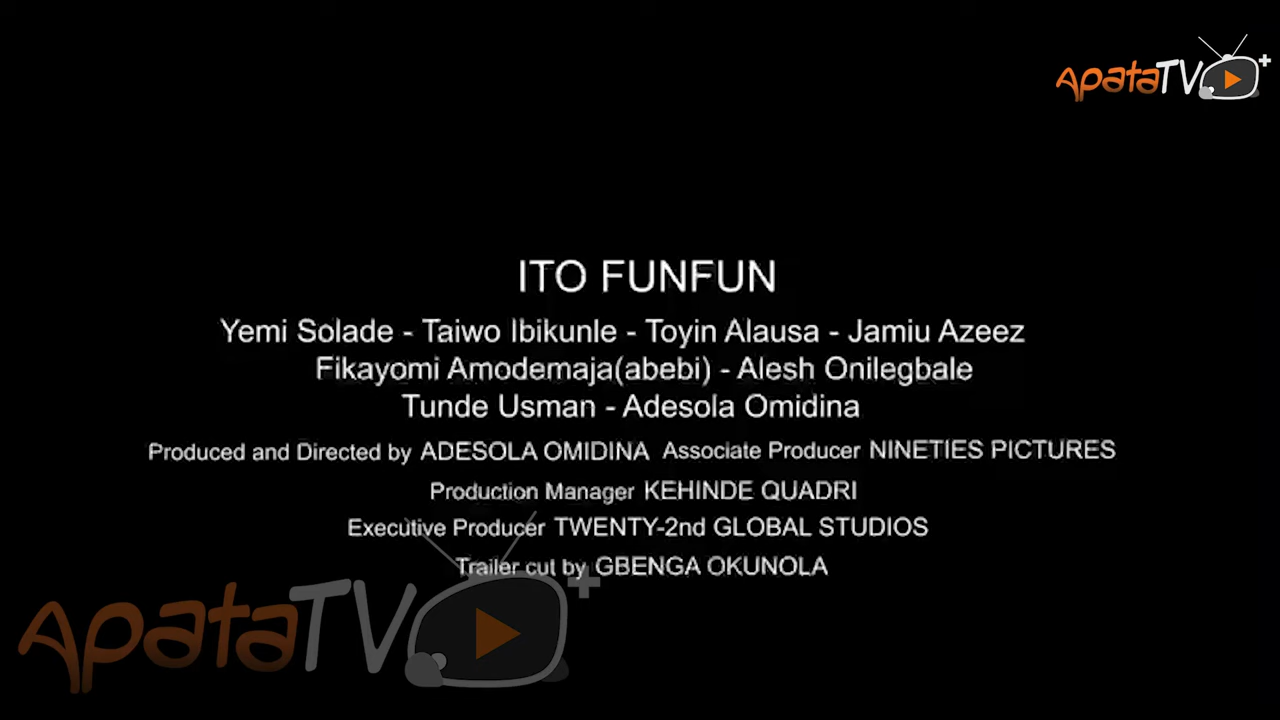 ApataTV+
ITO FUNFUN
Yemi Solade - Taiwo Ibikunle - Toyin Alausa - Jamiu Azeez
Fikayomi Amodemaja(abebi) - Alesh Onilegbale
Tunde Usman - Adesola Omidina
Produced and Directed by ADESOLA OMIDINA Associate Producer NINETIES PICTURES
Production Manager KEHINDE QUADRI
Executive Producer TWENTY-2nd GLOBAL STUDIOS
Trailer cut by GBENGA OKUNOLA
ApataTV+